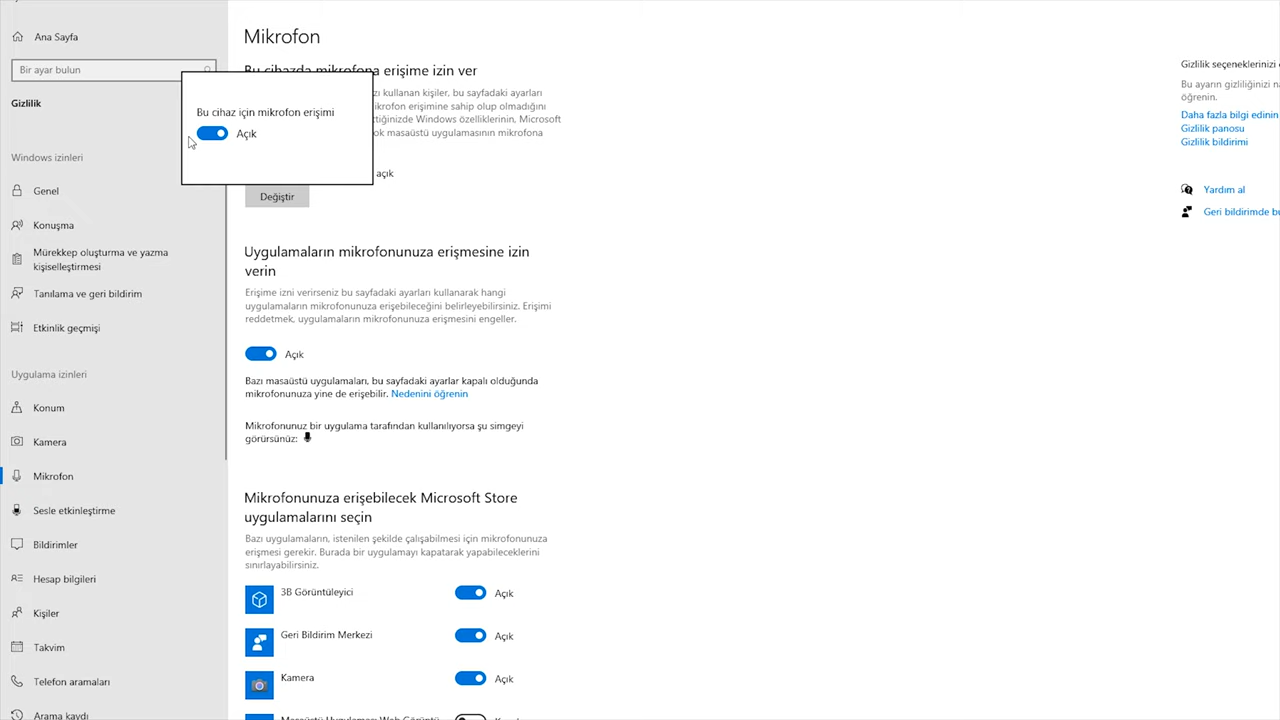 Ana Sayfa
Bir ayar bulun
Gizlilik
Windows izinleri
Genel
Konuşma
Mürekkep oluşturma ve yazma
kişiselleştirmesi
Tanılama ve geri bildirim
Etkinlik geçmişi
Uygulama izinleri
Konum
Kamera
Mikrofon
Sesle etkinleştirme
Bildirimler
Hesap bilgileri
Kişiler
Takvim
Telefon aramaları
Arama kaydı
Mikrofon
Bu cihazda mikrofona erişime izin ver
kullanan kişiler, bu sayfadaki ayarları
erişimine sahip olup olmadığını
Windows özelliklerinin, Microsoft
masaüstü uygulamasının mikrofona
Bu cihaz için mikrofon erişimi
Açık
açık
Değiştir
Uygulamaların mikrofonunuza erişmesine izin
verin
Erişime izni verirseniz bu sayfadaki ayarları kullanarak hangi
uygulamaların mikrofonunuza erişebileceğini belirleyebilirsiniz. Erişimi
reddetmek, uygulamaların mikrofonunuza erişmesini engeller.
Açık
Bazı masaüstü uygulamaları, bu sayfadaki ayarlar kapalı olduğunda
mikrofonunuza yine de erişebilir. Nedenini öğrenin
Mikrofonunuz bir uygulama tarafından kullanılıyorsa şu simgeyi
görürsünüz:
Mikrofonunuza erişebilecek Microsoft Store
uygulamalarını seçin
Bazı uygulamaların, istenilen şekilde çalışabilmesi için mikrofonunuza
erişmesi gerekir. Burada bir uygulamayı kapatarak yapabileceklerini
sınırlayabilirsiniz.
3B Görüntüleyici Açık
Geri Bildirim Merkezi Açık
Kamera Açık
Masaüstü Uygulaması Web Görüntü
Gizlilik seçeneklerinizi
Bu ayarın gizliliğinizi
öğrenin.
Daha fazla bilgi edinin
Gizlilik panosu
Gizlilik bildirimi
Yardım al
Geri bildirimde